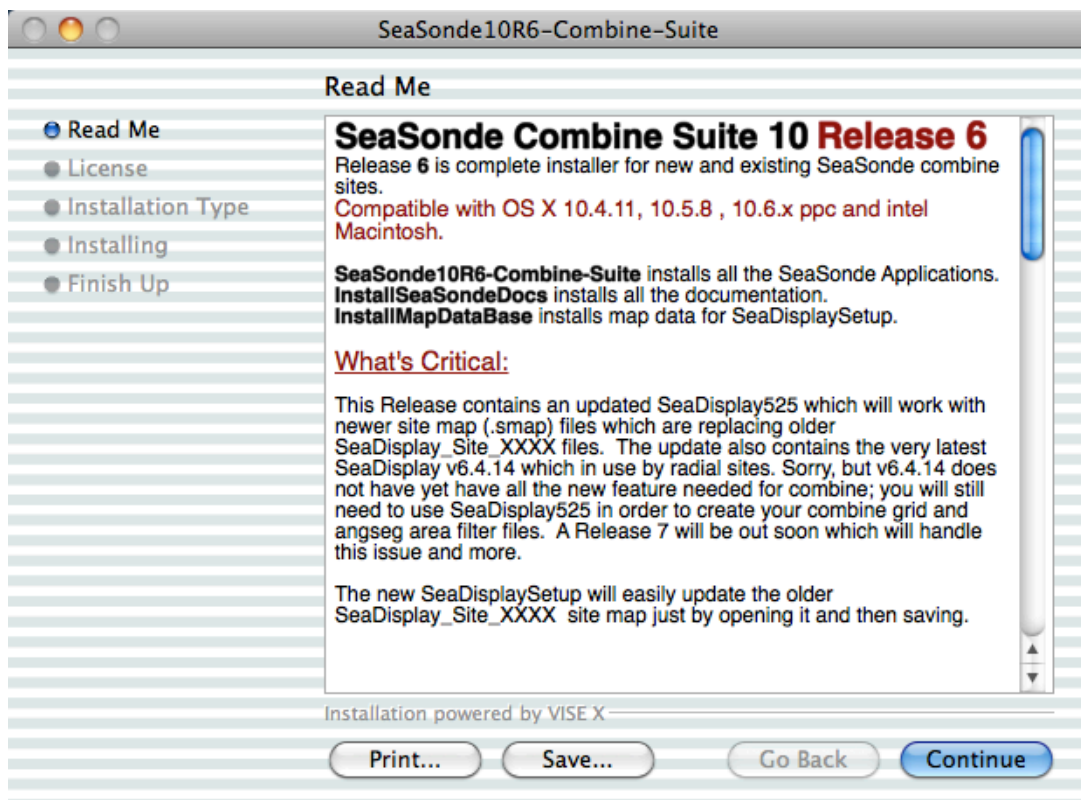 SeaSonde10R6-Combine-Suite
Read Me
Read Me
License
Installation Type
Installing
Finish Up
SeaSonde Combine Suite 10 Release 6
Release 6 is complete installer for new and existing SeaSonde combine
sites.
Compatible with OS X 10.4.11, 10.5.8 , 10.6.x ppc and intel
Macintosh.
SeaSonde10R6-Combine-Suite installs all the SeaSonde Applications.
InstallSeaSondeDocs installs all the documentation.
InstallMapDataBase installs map data for SeaDisplaySetup.
What's Critical:
This Release contains an updated SeaDisplay525 which will work with
newer site map (.smap) files which are replacing older
SeaDisplay_Site_XXXX files.  The update also contains the very latest
SeaDisplay v6.4.14 which in use by radial sites. Sorry, but v6.4.14 does
not have yet have all the new feature needed for combine; you will still
need to use SeaDisplay525 in order to create your combine grid and
angseg area filter files.  A Release 7 will be out soon which will handle
this issue and more.
The new SeaDisplaySetup will easily update the older
SeaDisplay_Site_XXXX  site map just by opening it and then saving.
Installation powered by VISE X
Print...
Save...
Go Back
Continue